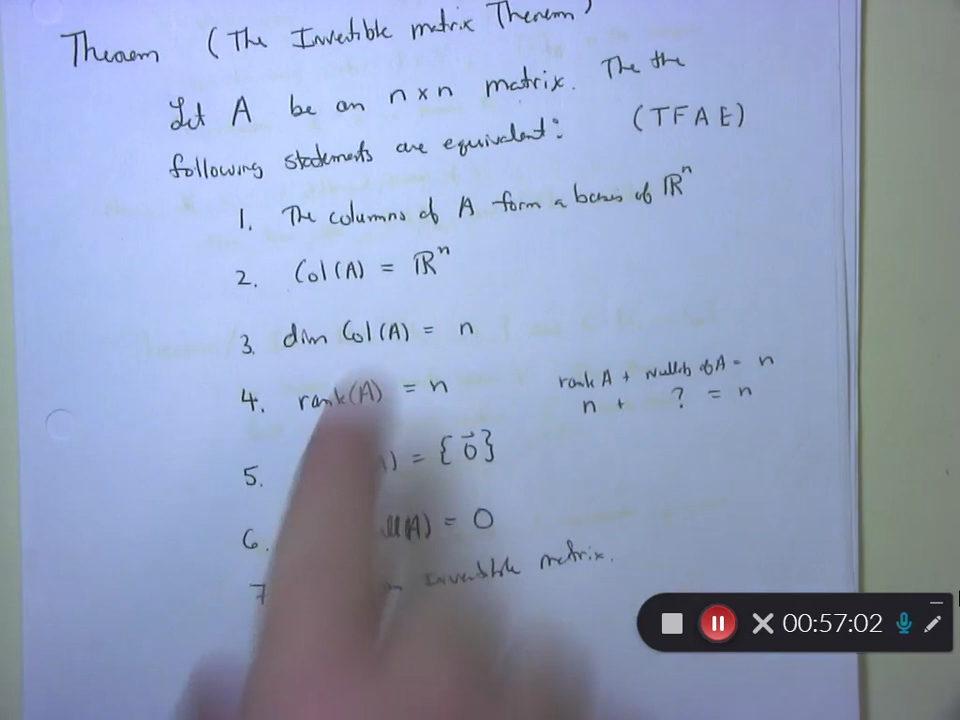 Theorem (The Invertible matrix Theorem)
Let A be an n x n matrix. The the
following statements are equivalent: (TFAE)
1. The columns of A form a basis of ℝⁿ
2. Col(A) = ℝⁿ
3. dim Col(A) = n
4. rank(A) = n
rank A + Nullity of A = n
n + ? = n
5. ) = {0⃗}
6. ll(A) = 0
7 Invertible matrix.
00:57:02